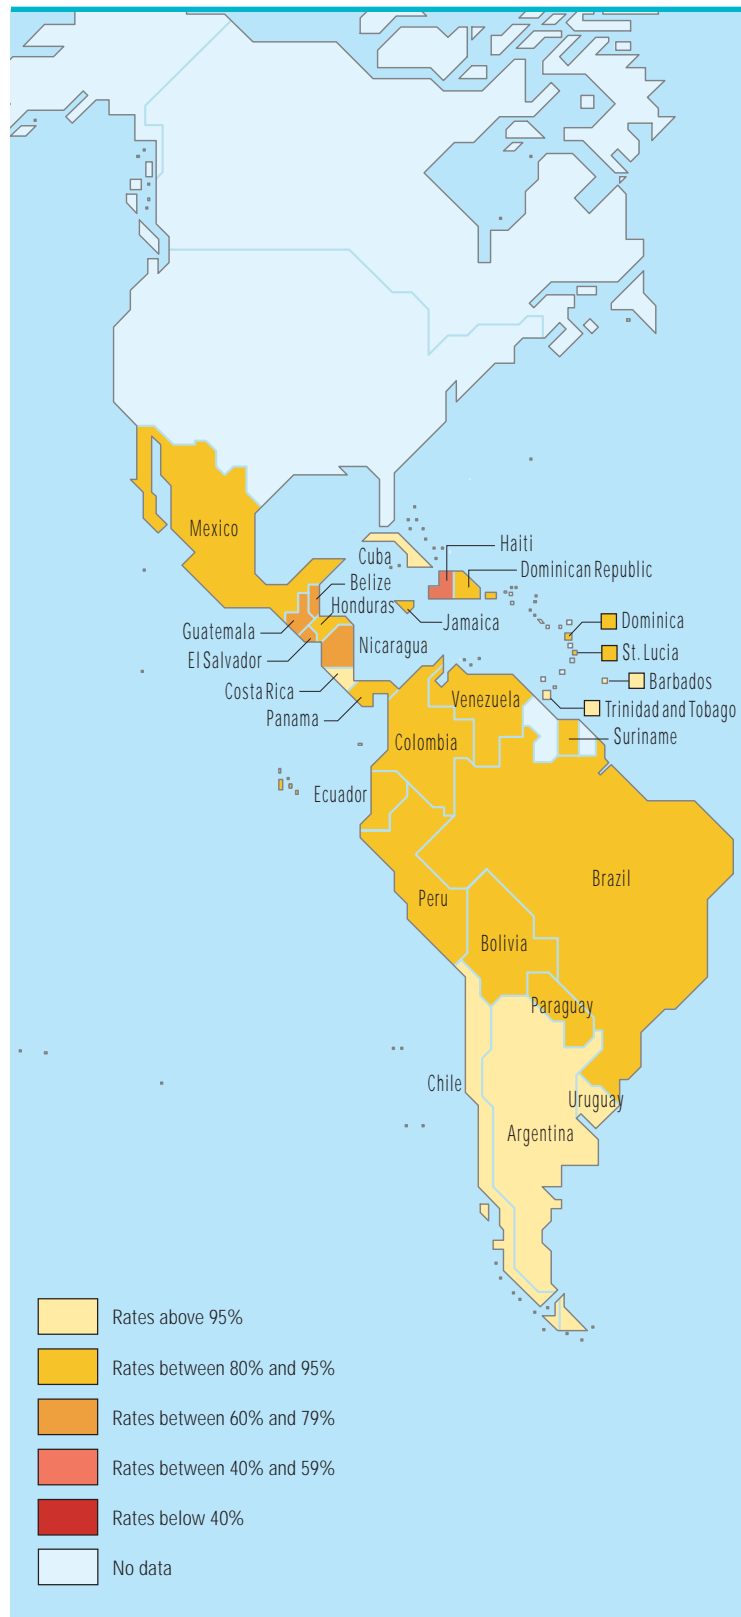 Mexico
Cuba
Haiti
Dominican Republic
Belize
Honduras
Jamaica
Guatemala
Nicaragua
El Salvador
Costa Rica
Panama
Dominica
St. Lucia
Barbados
Trinidad and Tobago
Suriname
Venezuela
Colombia
Ecuador
Brazil
Peru
Bolivia
Paraguay
Chile
Uruguay
Argentina
Rates above 95%
Rates between 80% and 95%
Rates between 60% and 79%
Rates between 40% and 59%
Rates below 40%
No data